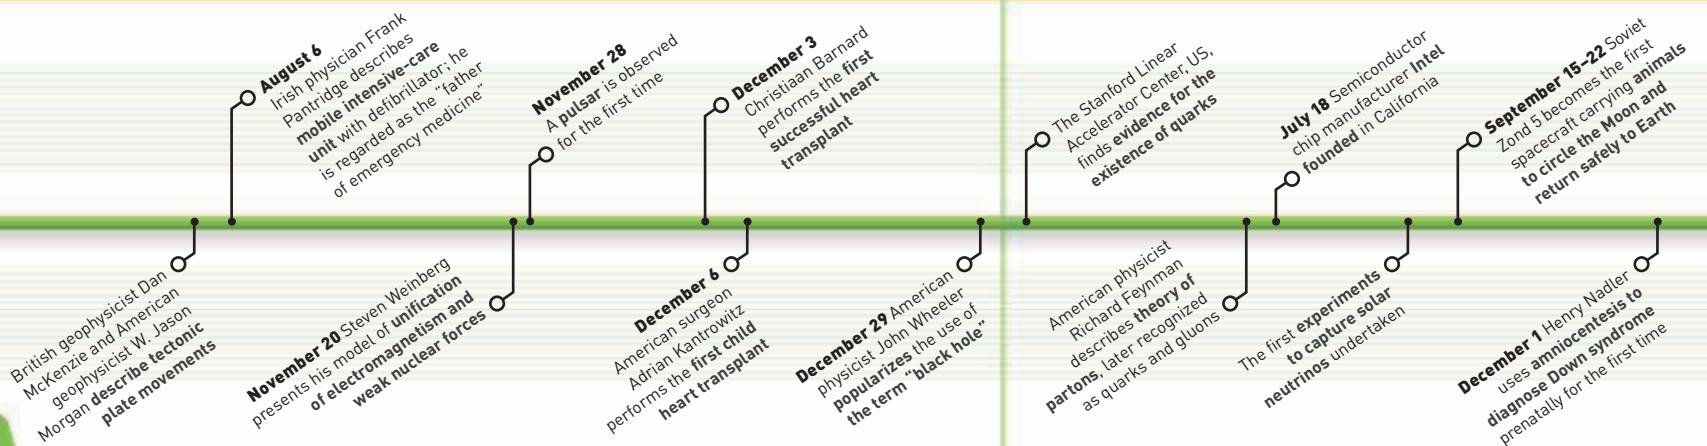 August 6
Irish physician Frank
Pantridge describes
mobile intensive-care
unit with defibrillator; he
is regarded as the “father
of emergency medicine”
November 28
A pulsar is observed
for the first time
December 3
Christiaan Barnard
performs the first
successful heart
transplant
The Stanford Linear
Accelerator Center, US,
finds evidence for the
existence of quarks
July 18 Semiconductor
chip manufacturer Intel
founded in California
September 15–22 Soviet
Zond 5 becomes the first
spacecraft carrying animals
to circle the Moon and
return safely to Earth
British geophysicist Dan
McKenzie and American
geophysicist W. Jason
Morgan describe tectonic
plate movements
November 20 Steven Weinberg
presents his model of unification
of electromagnetism and
weak nuclear forces
December 6
American surgeon
Adrian Kantrowitz
performs the first child
heart transplant
December 29 American
physicist John Wheeler
popularizes the use of
the term “black hole”
American physicist
Richard Feynman
describes theory of
partons, later recognized
as quarks and gluons
The first experiments
to capture solar
neutrinos undertaken
December 1 Henry Nadler
uses amniocentesis to
diagnose Down syndrome
prenatally for the first time